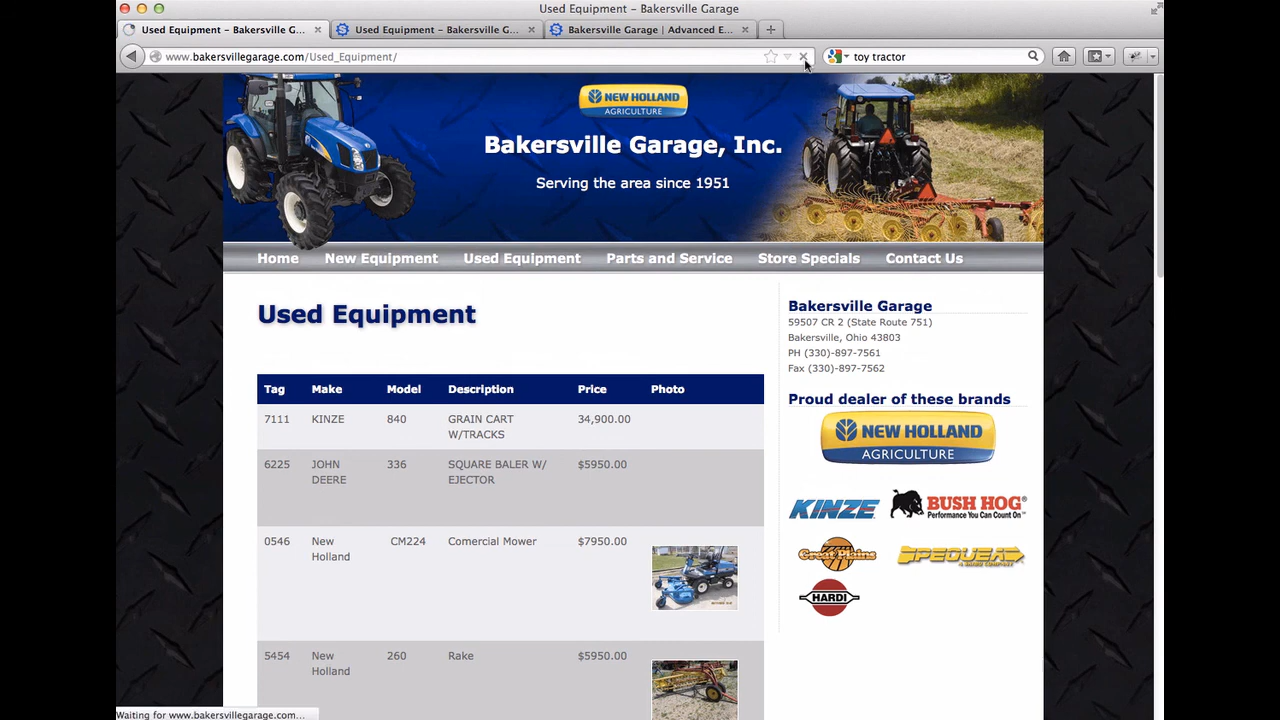 Used Equipment – Bakersville Garage
Used Equipment – Bakersville G...
Used Equipment – Bakersville Ga...
Bakersville Garage | Advanced E...
www.bakersvillegarage.com/Used_Equipment/
toy tractor
NEW HOLLAND
AGRICULTURE
Bakersville Garage, Inc.
Serving the area since 1951
Home New Equipment Used Equipment Parts and Service Store Specials Contact Us
Used Equipment
Tag Make Model Description Price Photo
7111 KINZE 840 GRAIN CART 34,900.00
W/TRACKS
6225 JOHN 336 SQUARE BALER W/ $5950.00
DEERE EJECTOR
0546 New CM224 Comercial Mower $7950.00
Holland
5454 New 260 Rake $5950.00
Holland
Bakersville Garage
59507 CR 2 (State Route 751)
Bakersville, Ohio 43803
PH (330)-897-7561
Fax (330)-897-7562
Proud dealer of these brands
NEW HOLLAND
AGRICULTURE
KINZE
BUSH HOG®
Performance You Can Count On™
Great Plains
PEQUEA
HARDI
Waiting for www.bakersvillegarage.com...